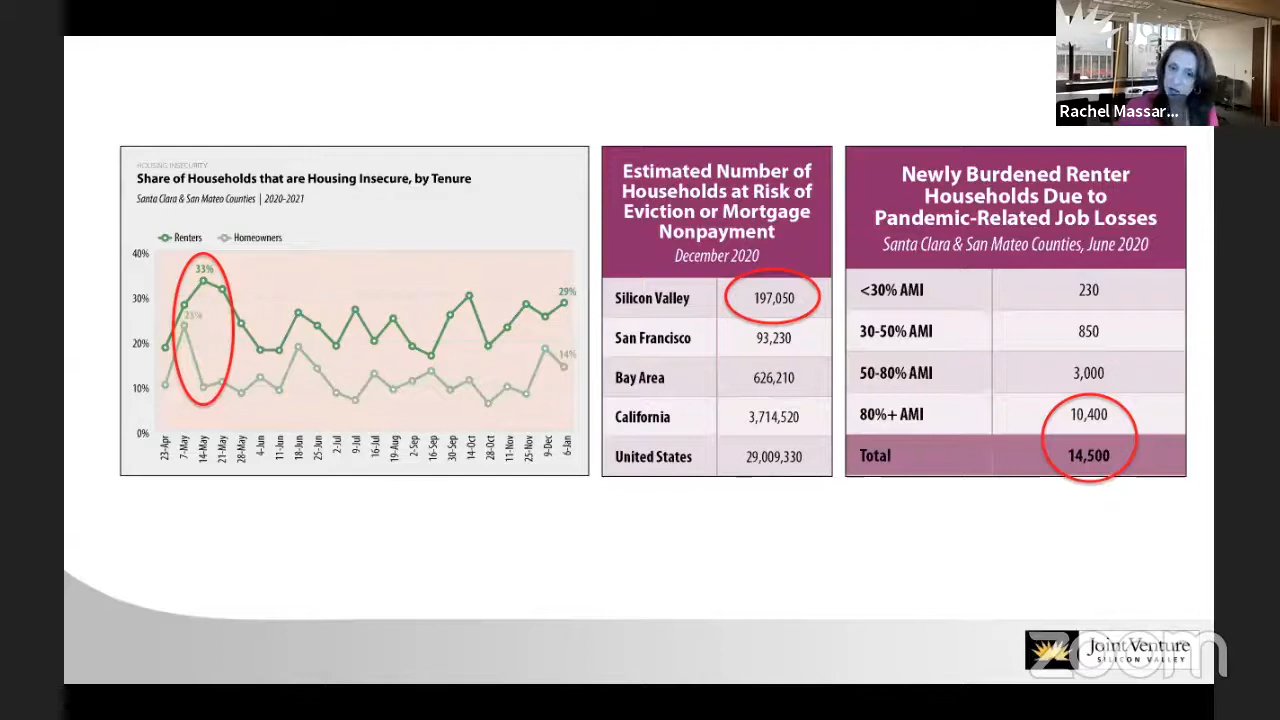 Rachel Massar...
HOUSING INSECURITY
Share of Households that are Housing Insecure, by Tenure
Santa Clara & San Mateo Counties | 2020-2021
Renters Homeowners
40%
30%
20%
10%
0%
33%
23%
29%
14%
23-Apr
7-May
14-May
21-May
28-May
4-Jun
11-Jun
18-Jun
25-Jun
2-Jul
9-Jul
16-Jul
19-Aug
2-Sep
16-Sep
30-Sep
14-Oct
28-Oct
11-Nov
25-Nov
9-Dec
6-Jan
Estimated Number of
Households at Risk of
Eviction or Mortgage
Nonpayment
December 2020
Silicon Valley 197,050
San Francisco 93,230
Bay Area 626,210
California 3,714,520
United States 29,009,330
Newly Burdened Renter
Households Due to
Pandemic-Related Job Losses
Santa Clara & San Mateo Counties, June 2020
<30% AMI 230
30-50% AMI 850
50-80% AMI 3,000
80%+ AMI 10,400
Total 14,500
Joint Venture
SILICON VALLEY
zoom